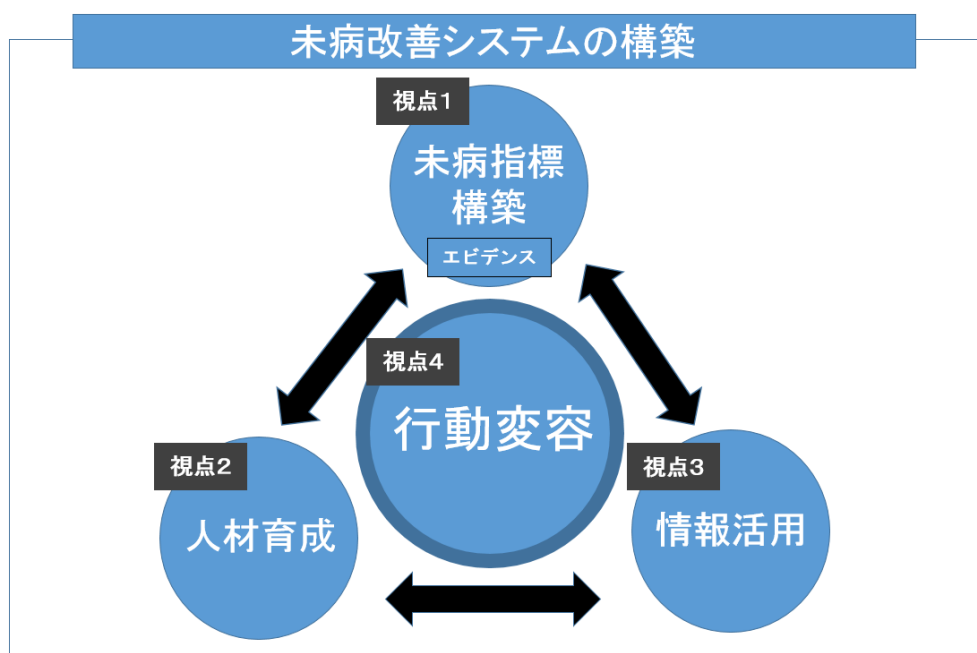 未病改善システムの構築
視点1
未病指標
構築
エビデンス
視点4
行動変容
視点2
人材育成
視点3
情報活用